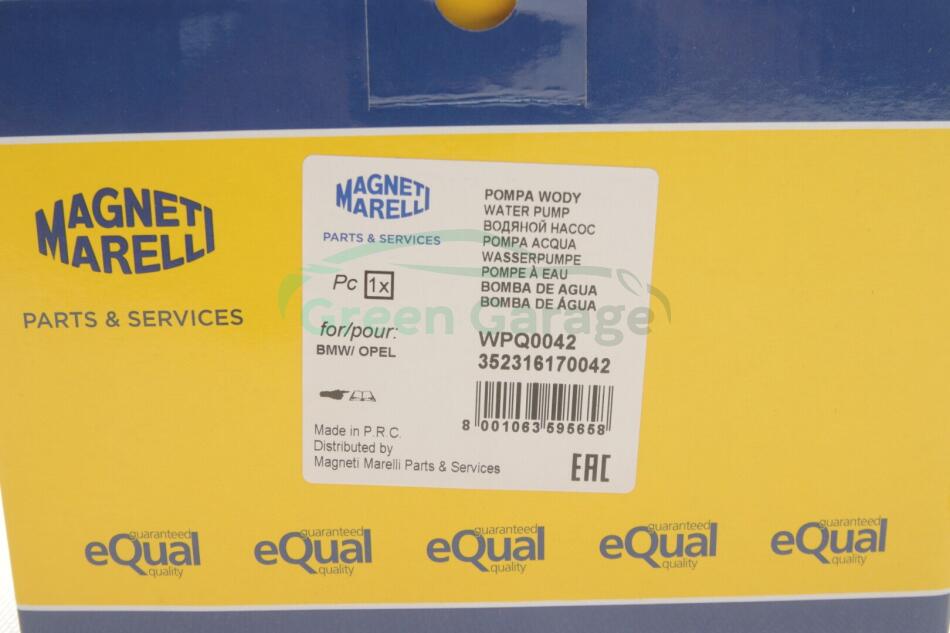 MAGNETI
MARELLI
PARTS & SERVICES
MAGNETI
MARELLI
PARTS & SERVICES
Pc 1x
for/pour:
BMW/ OPEL
POMPA WODY
WATER PUMP
ВОДЯНОЙ НАСОС
POMPA ACQUA
WASSERPUMPE
POMPE À EAU
BOMBA DE AGUA
BOMBA DE ÁGUA
Green Garage
WPQ0042
352316170042
8 001063 595658
Made in P.R.C.
Distributed by
Magneti Marelli Parts & Services
EAC
guaranteed
eQual
quality
guaranteed
eQual
quality
guaranteed
eQual
quality
guaranteed
eQual
quality
guaranteed
eQual
quality